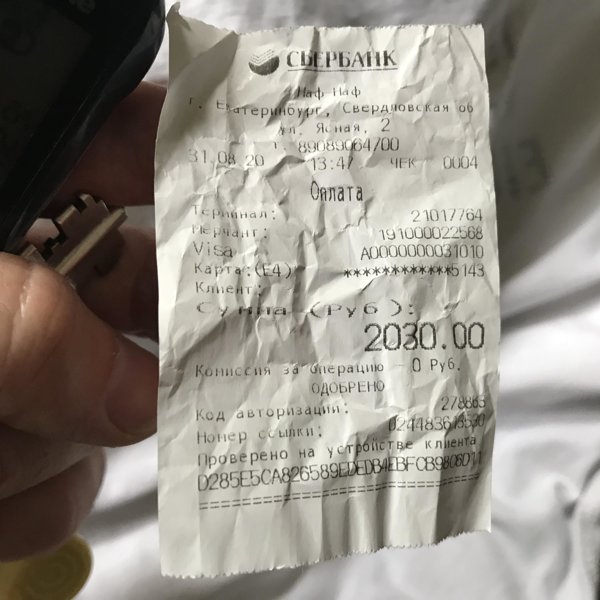 СБЕРБАНК
Наф Наф
г. Екатеринбург, Свердловская об
ул. Ясная, 2
т. 89089064700
31.08.20 13:47 ЧЕК 0004
Оплата
Терминал: 21017764
Мерчант: 191000022568
Visa A0000000031010
Карта:(E4) ************5143
Клиент:
Сумма (Руб):
2030.00
Комиссия за операцию - 0 Руб.
ОДОБРЕНО
Код авторизации: 278863
Номер ссылки:
Проверено на устройстве клиента
================================